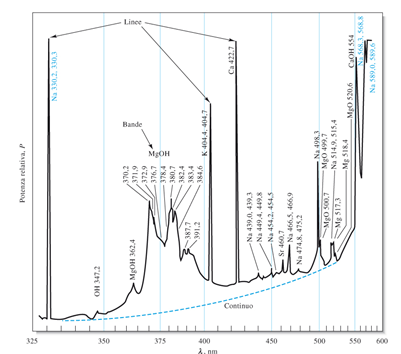 Linee
Na 330,2, 330,3
Ca 422,7
K 404,4, 404,7
CaOH 554
Na 568,3, 568,8
Na 589,0, 589,6
Bande
MgOH
370,2
371,9
372,9
376,7
378,4
380,7
382,4
383,4
384,6
387,7
391,2
OH 347,2
MgOH 362,4
Na 439,0, 439,3
Na 449,4, 449,8
Na 454,2, 454,5
Sr 460,7
Na 466,5, 466,9
Na 474,8, 475,2
Na 498,3
MgO 499,7
MgO 500,7
Na 514,9, 515,4
Mg 517,3
Mg 518,4
MgO 520,6
Continuo
Potenza relativa, P
325
350
375
400
450
500
550
600
λ, nm